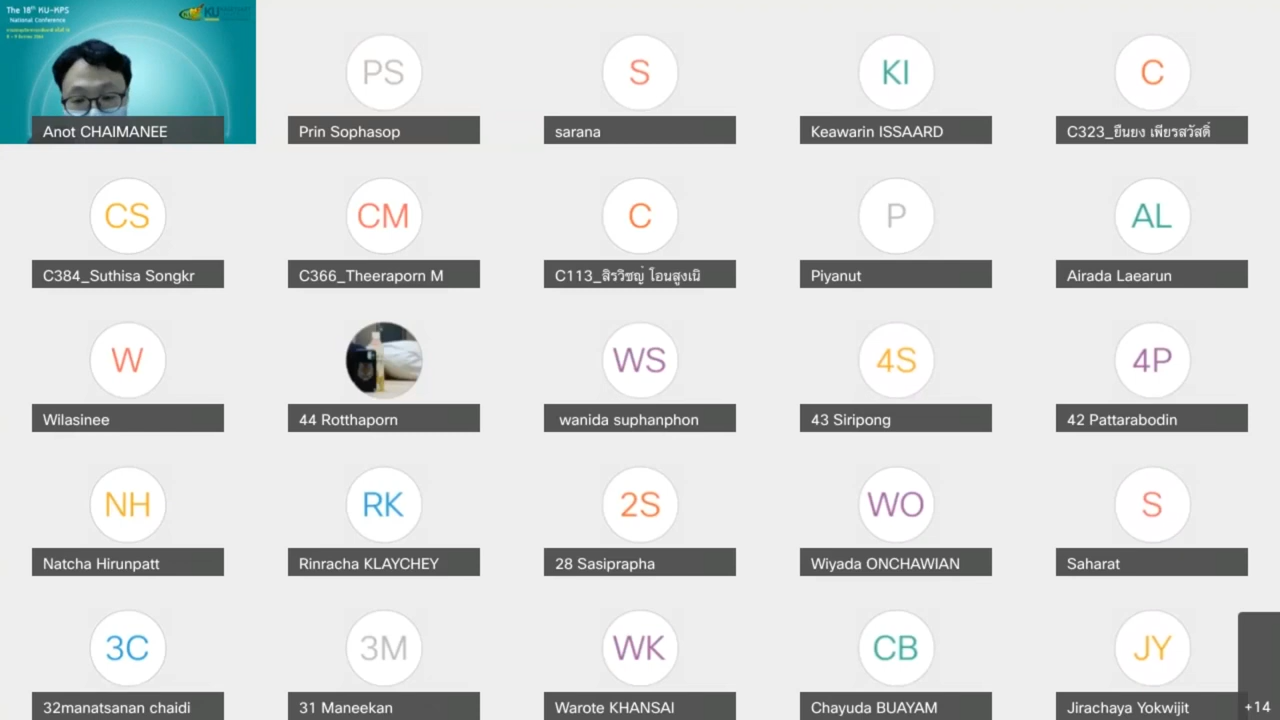 The 18th KU-KPS
National Conference
KU
Anot CHAIMANEE
PS
Prin Sophasop
S
sarana
KI
Keawarin ISSAARD
C
C323_ยืนยง เพียรสวัสดิ์
CS
C384_Suthisa Songkr
CM
C366_Theeraporn M
C
C113_สิรวิชญ์ โอนสูงเนิ
P
Piyanut
AL
Airada Laearun
W
Wilasinee
44 Rotthaporn
WS
wanida suphanphon
4S
43 Siripong
4P
42 Pattarabodin
NH
Natcha Hirunpatt
RK
Rinracha KLAYCHEY
2S
28 Sasiprapha
WO
Wiyada ONCHAWIAN
S
Saharat
3C
32manatsanan chaidi
3M
31 Maneekan
WK
Warote KHANSAI
CB
Chayuda BUAYAM
JY
Jirachaya Yokwijit
+14